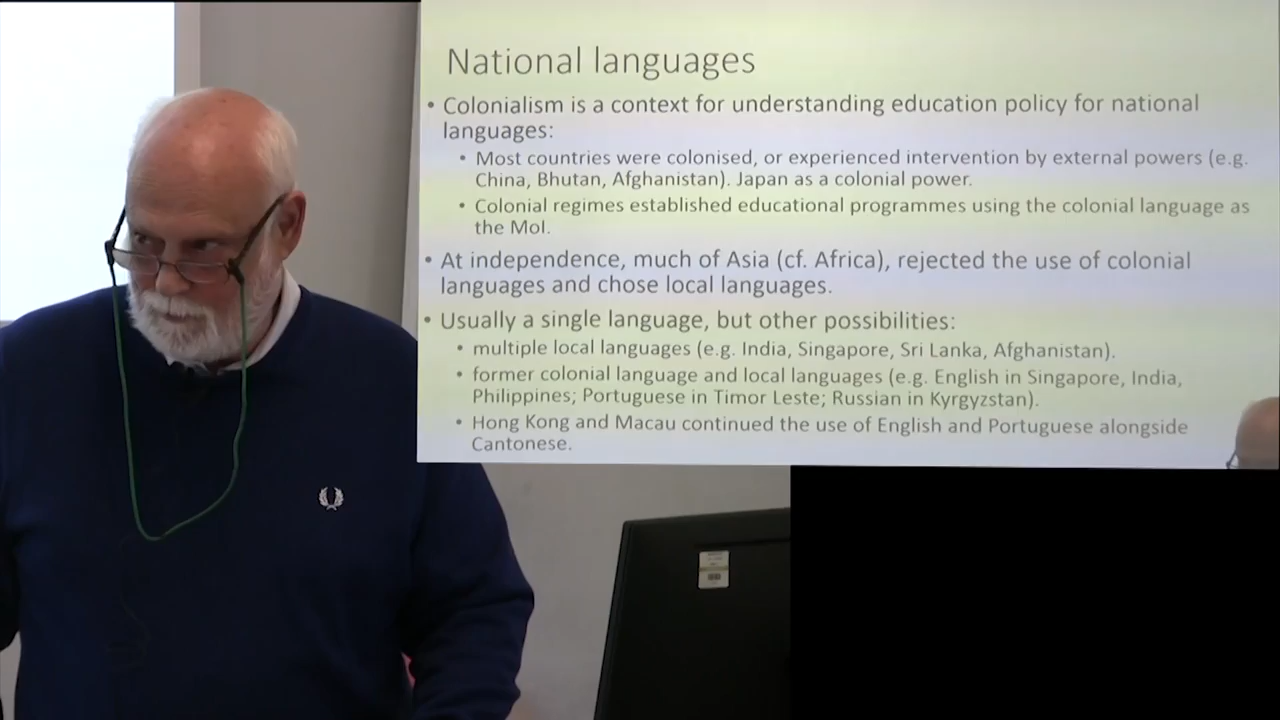 National languages
• Colonialism is a context for understanding education policy for national
languages:
• Most countries were colonised, or experienced intervention by external powers (e.g.
China, Bhutan, Afghanistan). Japan as a colonial power.
• Colonial regimes established educational programmes using the colonial language as
the MoI.
• At independence, much of Asia (cf. Africa), rejected the use of colonial
languages and chose local languages.
• Usually a single language, but other possibilities:
• multiple local languages (e.g. India, Singapore, Sri Lanka, Afghanistan).
• former colonial language and local languages (e.g. English in Singapore, India,
Philippines; Portuguese in Timor Leste; Russian in Kyrgyzstan).
• Hong Kong and Macau continued the use of English and Portuguese alongside
Cantonese.